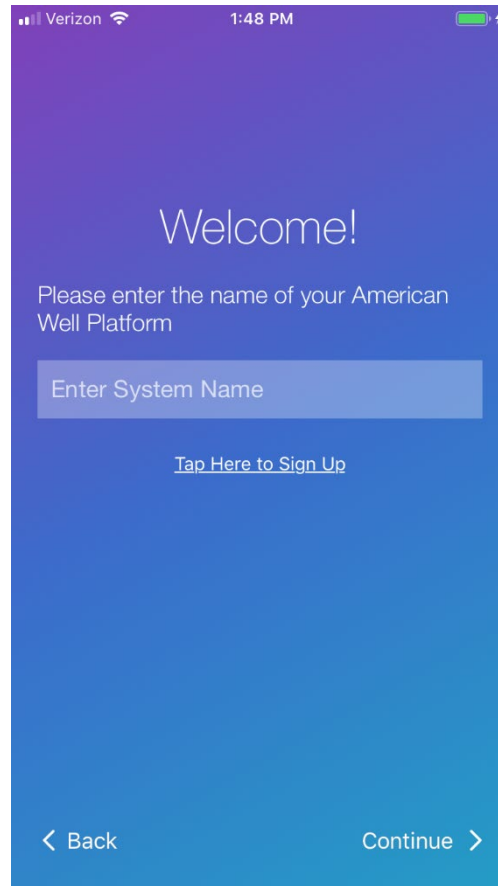 Verizon 1:48 PM
Welcome!
Please enter the name of your American
Well Platform
Enter System Name
Tap Here to Sign Up
Back Continue